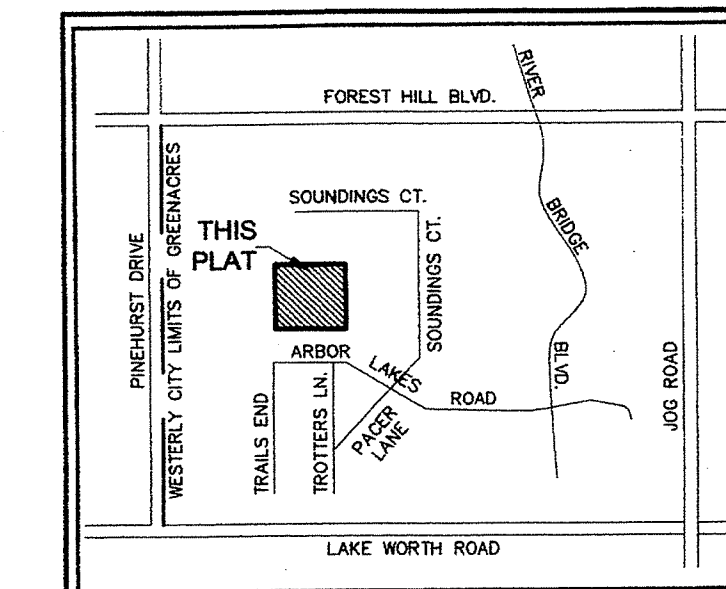 RIVER
FOREST HILL BLVD.
SOUNDINGS CT.
THIS
PLAT
BRIDGE
SOUNDINGS CT.
PINEHURST DRIVE
WESTERLY CITY LIMITS OF GREENACRES
ARBOR
LAKES
ROAD
BLVD.
JOG ROAD
TRAILS END
TROTTERS LN.
PACER
LANE
LAKE WORTH ROAD